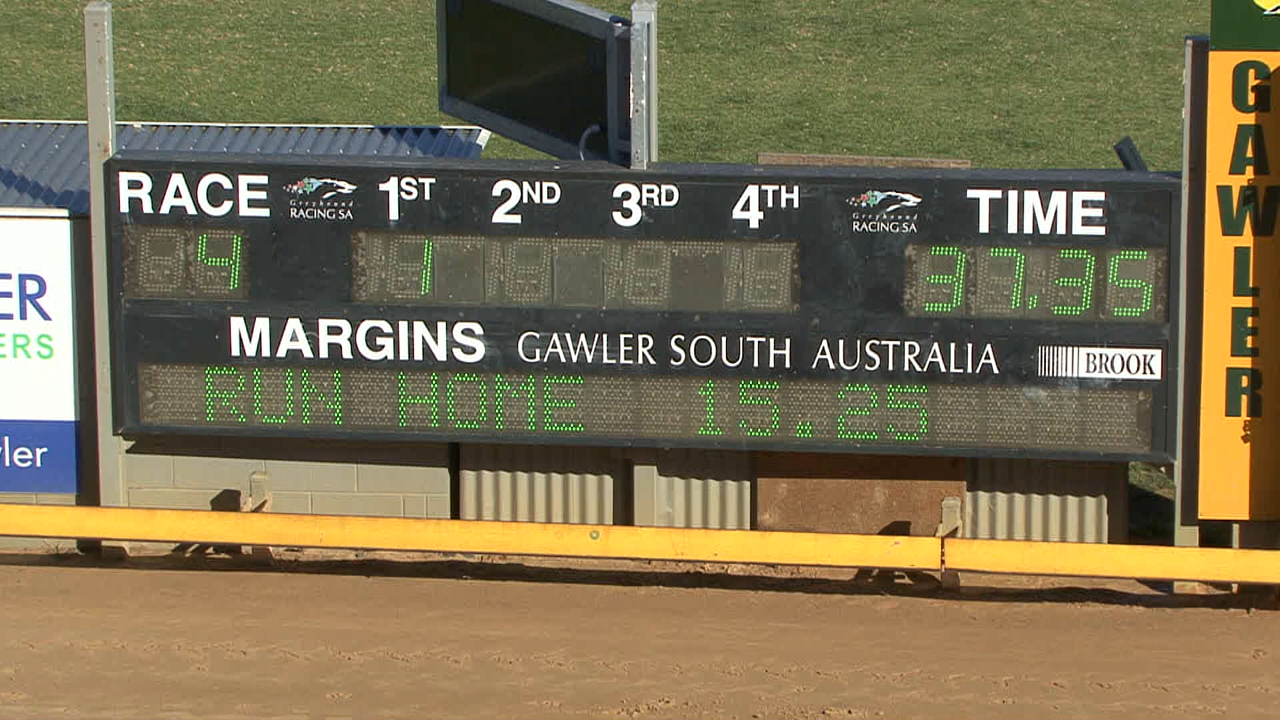 RACE Greyhound RACING SA 1ST 2ND 3RD 4TH Greyhound RACING SA TIME
4 1 37.35
MARGINS GAWLER SOUTH AUSTRALIA BROOK
RUN HOME 15.25
ER
ERS
ler
GAWLER